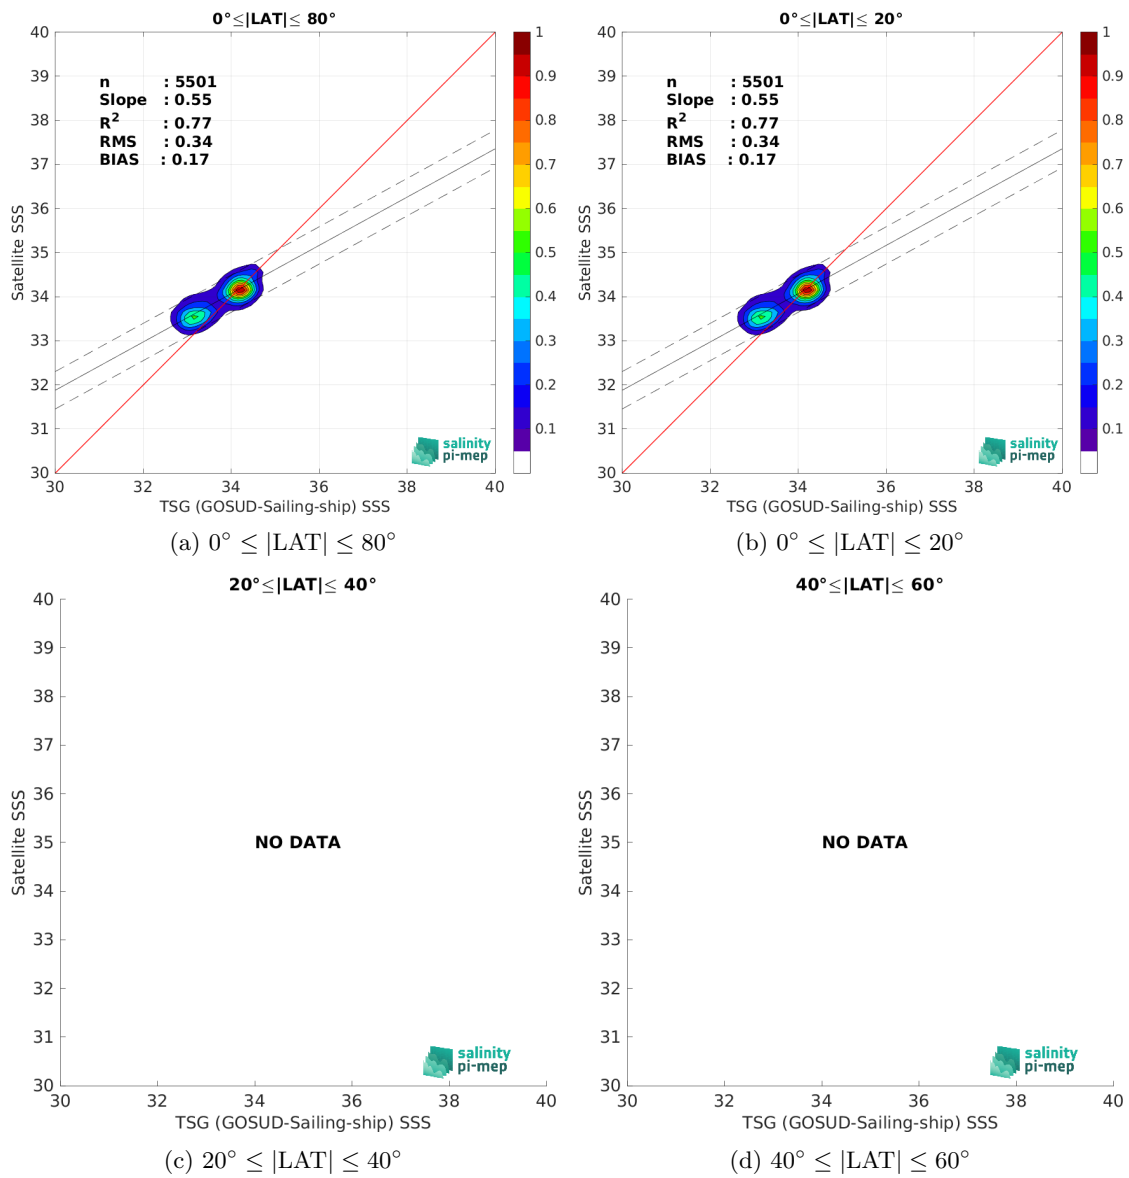 0°≤|LAT|≤ 80°
40
39
38
37
36
35
34
33
32
31
30
Satellite SSS
n : 5501
Slope : 0.55
R2 : 0.77
RMS : 0.34
BIAS : 0.17
salinity
pi-mep
30 32 34 36 38 40
TSG (GOSUD-Sailing-ship) SSS
1
0.9
0.8
0.7
0.6
0.5
0.4
0.3
0.2
0.1
(a) 0° ≤ |LAT| ≤ 80°
0°≤|LAT|≤ 20°
40
39
38
37
36
35
34
33
32
31
30
Satellite SSS
n : 5501
Slope : 0.55
R2 : 0.77
RMS : 0.34
BIAS : 0.17
salinity
pi-mep
30 32 34 36 38 40
TSG (GOSUD-Sailing-ship) SSS
1
0.9
0.8
0.7
0.6
0.5
0.4
0.3
0.2
0.1
(b) 0° ≤ |LAT| ≤ 20°
20°≤|LAT|≤ 40°
40
39
38
37
36
35
34
33
32
31
30
Satellite SSS
NO DATA
salinity
pi-mep
30 32 34 36 38 40
TSG (GOSUD-Sailing-ship) SSS
(c) 20° ≤ |LAT| ≤ 40°
40°≤|LAT|≤ 60°
40
39
38
37
36
35
34
33
32
31
30
Satellite SSS
NO DATA
salinity
pi-mep
30 32 34 36 38 40
TSG (GOSUD-Sailing-ship) SSS
(d) 40° ≤ |LAT| ≤ 60°